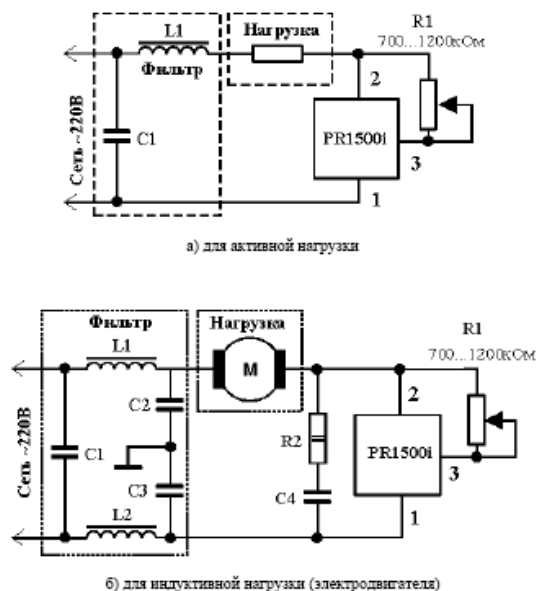 L1
Нагрузка
R1
700...1200кОм
Фильтр
2
Сеть ~220В
C1
PR1500i
3
1
а) для активной нагрузки
Фильтр
Нагрузка
R1
L1
700...1200кОм
М
C2
2
Сеть ~220В
C1
R2
PR1500i
3
C3
C4
1
L2
б) для индуктивной нагрузки (электродвигателя)